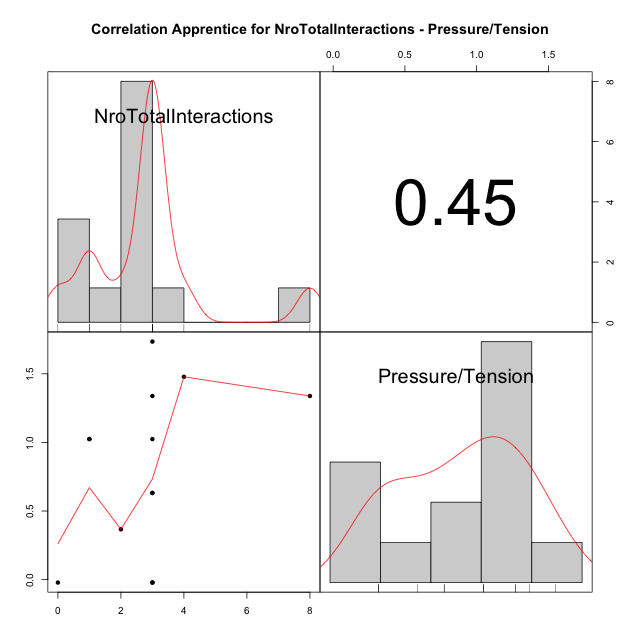 Correlation Apprentice for NroTotalInteractions - Pressure/Tension
0.0 0.5 1.0 1.5
NroTotalInteractions
0.45
0 2 4 6 8
Pressure/Tension
0.0 0.5 1.0 1.5
0 2 4 6 8